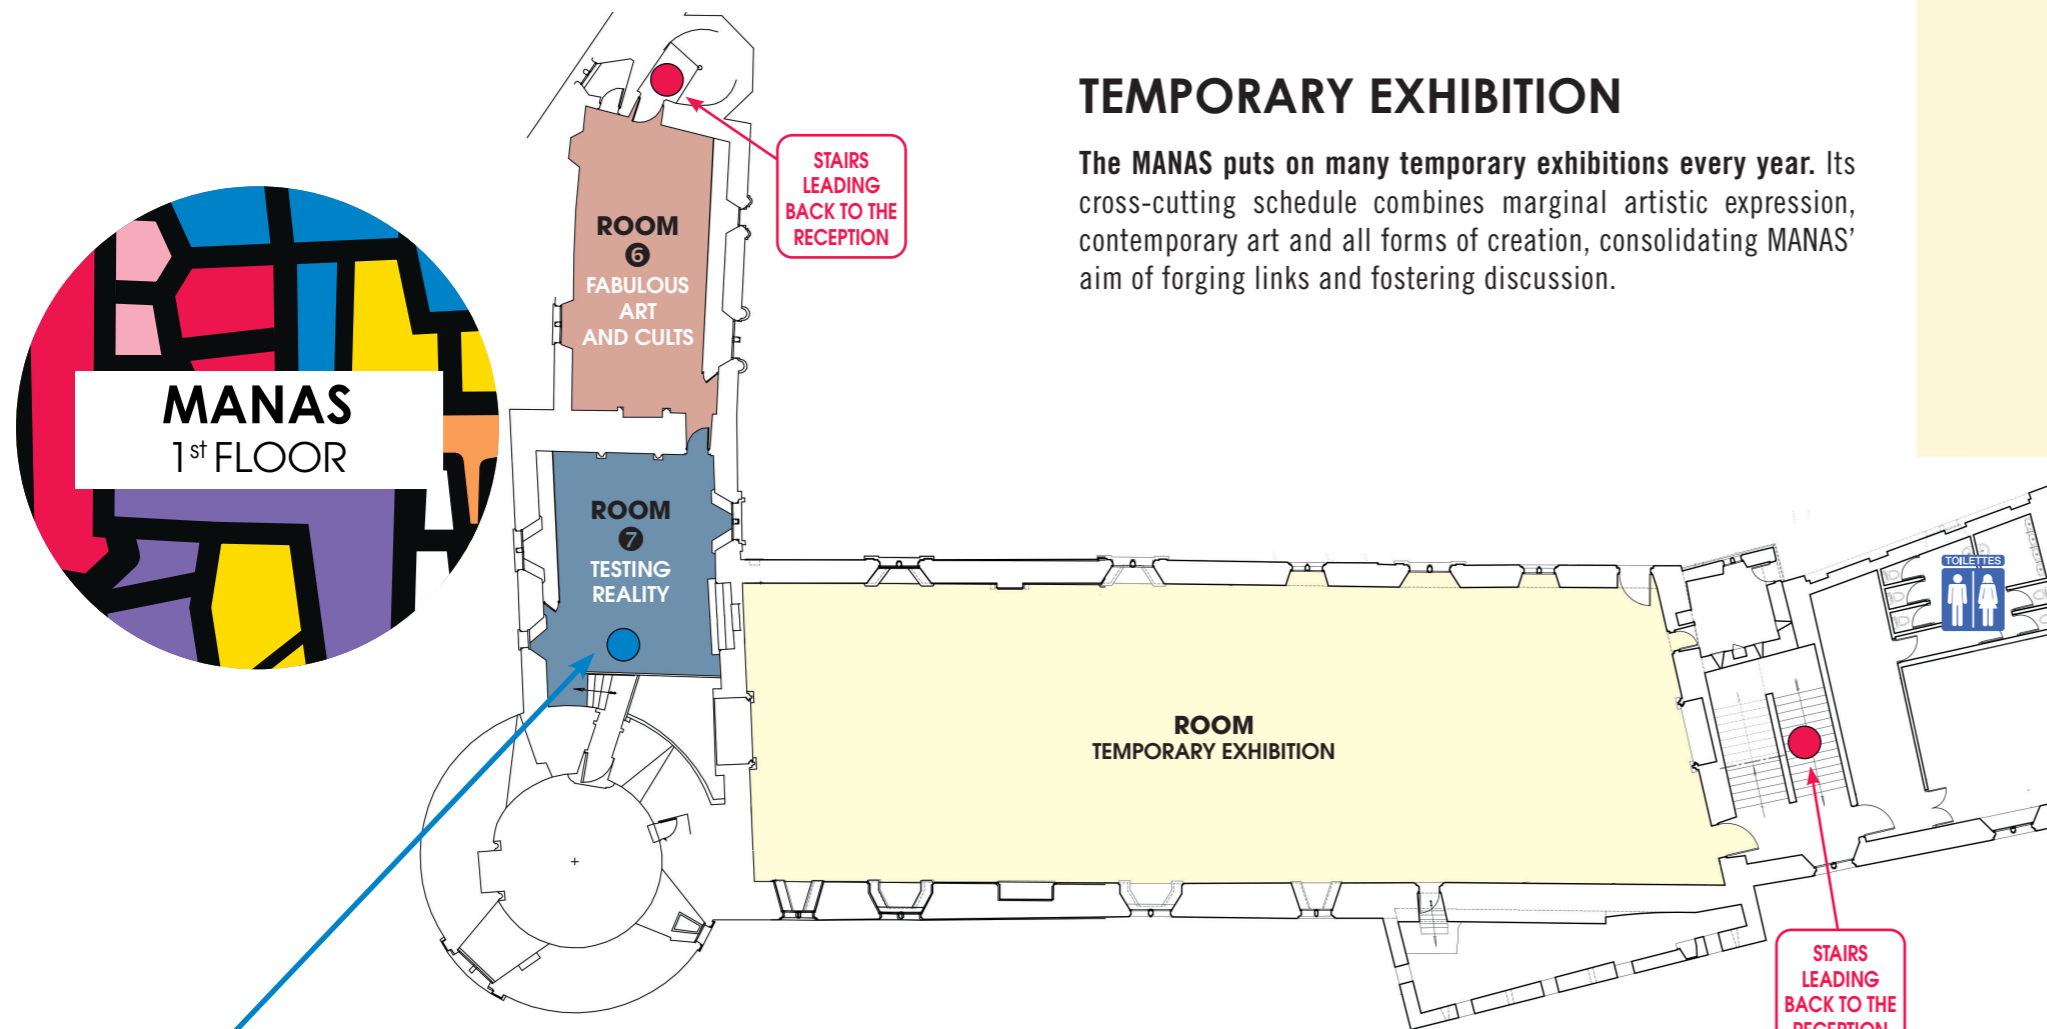 TEMPORARY EXHIBITION
The MANAS puts on many temporary exhibitions every year. Its
cross-cutting schedule combines marginal artistic expression,
contemporary art and all forms of creation, consolidating MANAS’
aim of forging links and fostering discussion.
STAIRS
LEADING
BACK TO THE
RECEPTION
ROOM
6
FABULOUS
ART
AND CULTS
MANAS
1st FLOOR
ROOM
7
TESTING
REALITY
TOILETTES
ROOM
TEMPORARY EXHIBITION
STAIRS
LEADING
BACK TO THE
RECEPTION